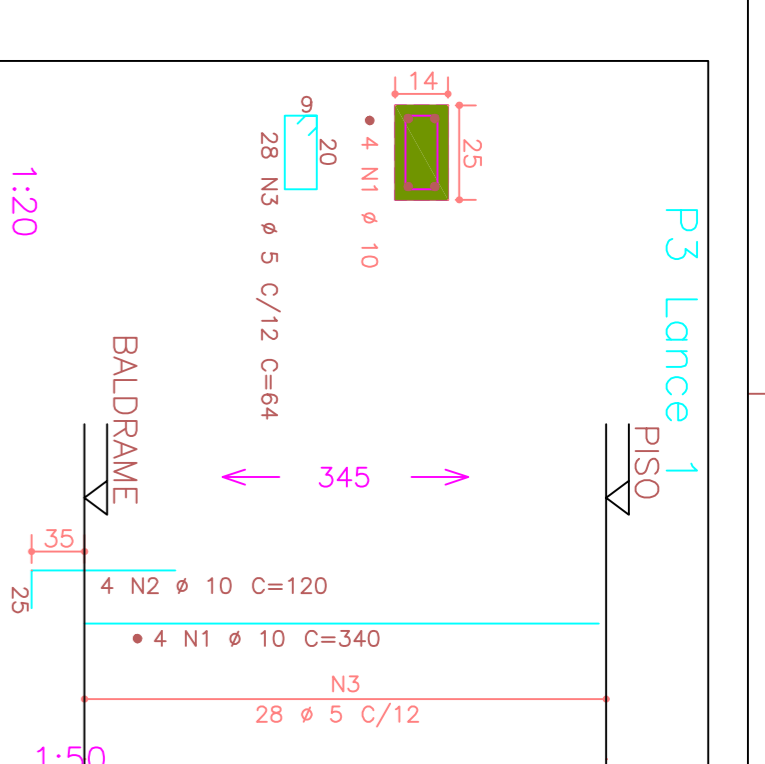 P3 Lance 1
14
25
4 N1 ø 10
9
20
28 N3 ø 5 C/12 C=64
1:20
BALDRAME
PISO
345
35
25
4 N2 ø 10 C=120
4 N1 ø 10 C=340
N3
28 ø 5 C/12
1:50